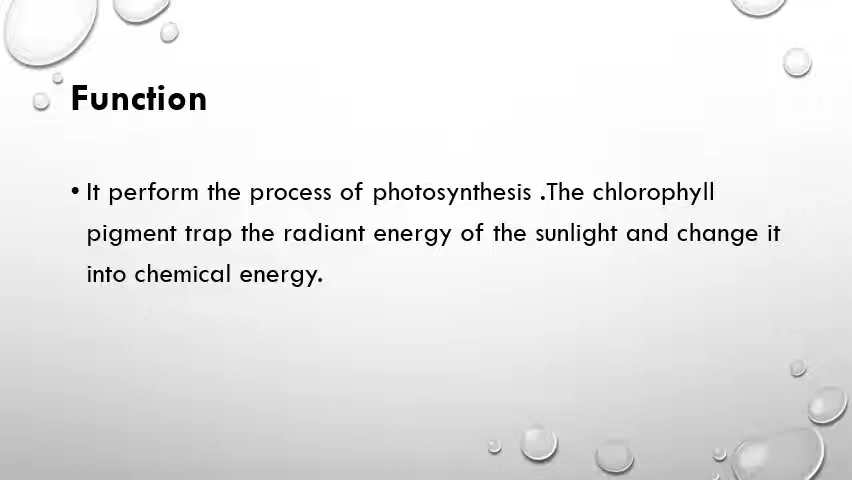 Function
• It perform the process of photosynthesis .The chlorophyll
pigment trap the radiant energy of the sunlight and change it
into chemical energy.